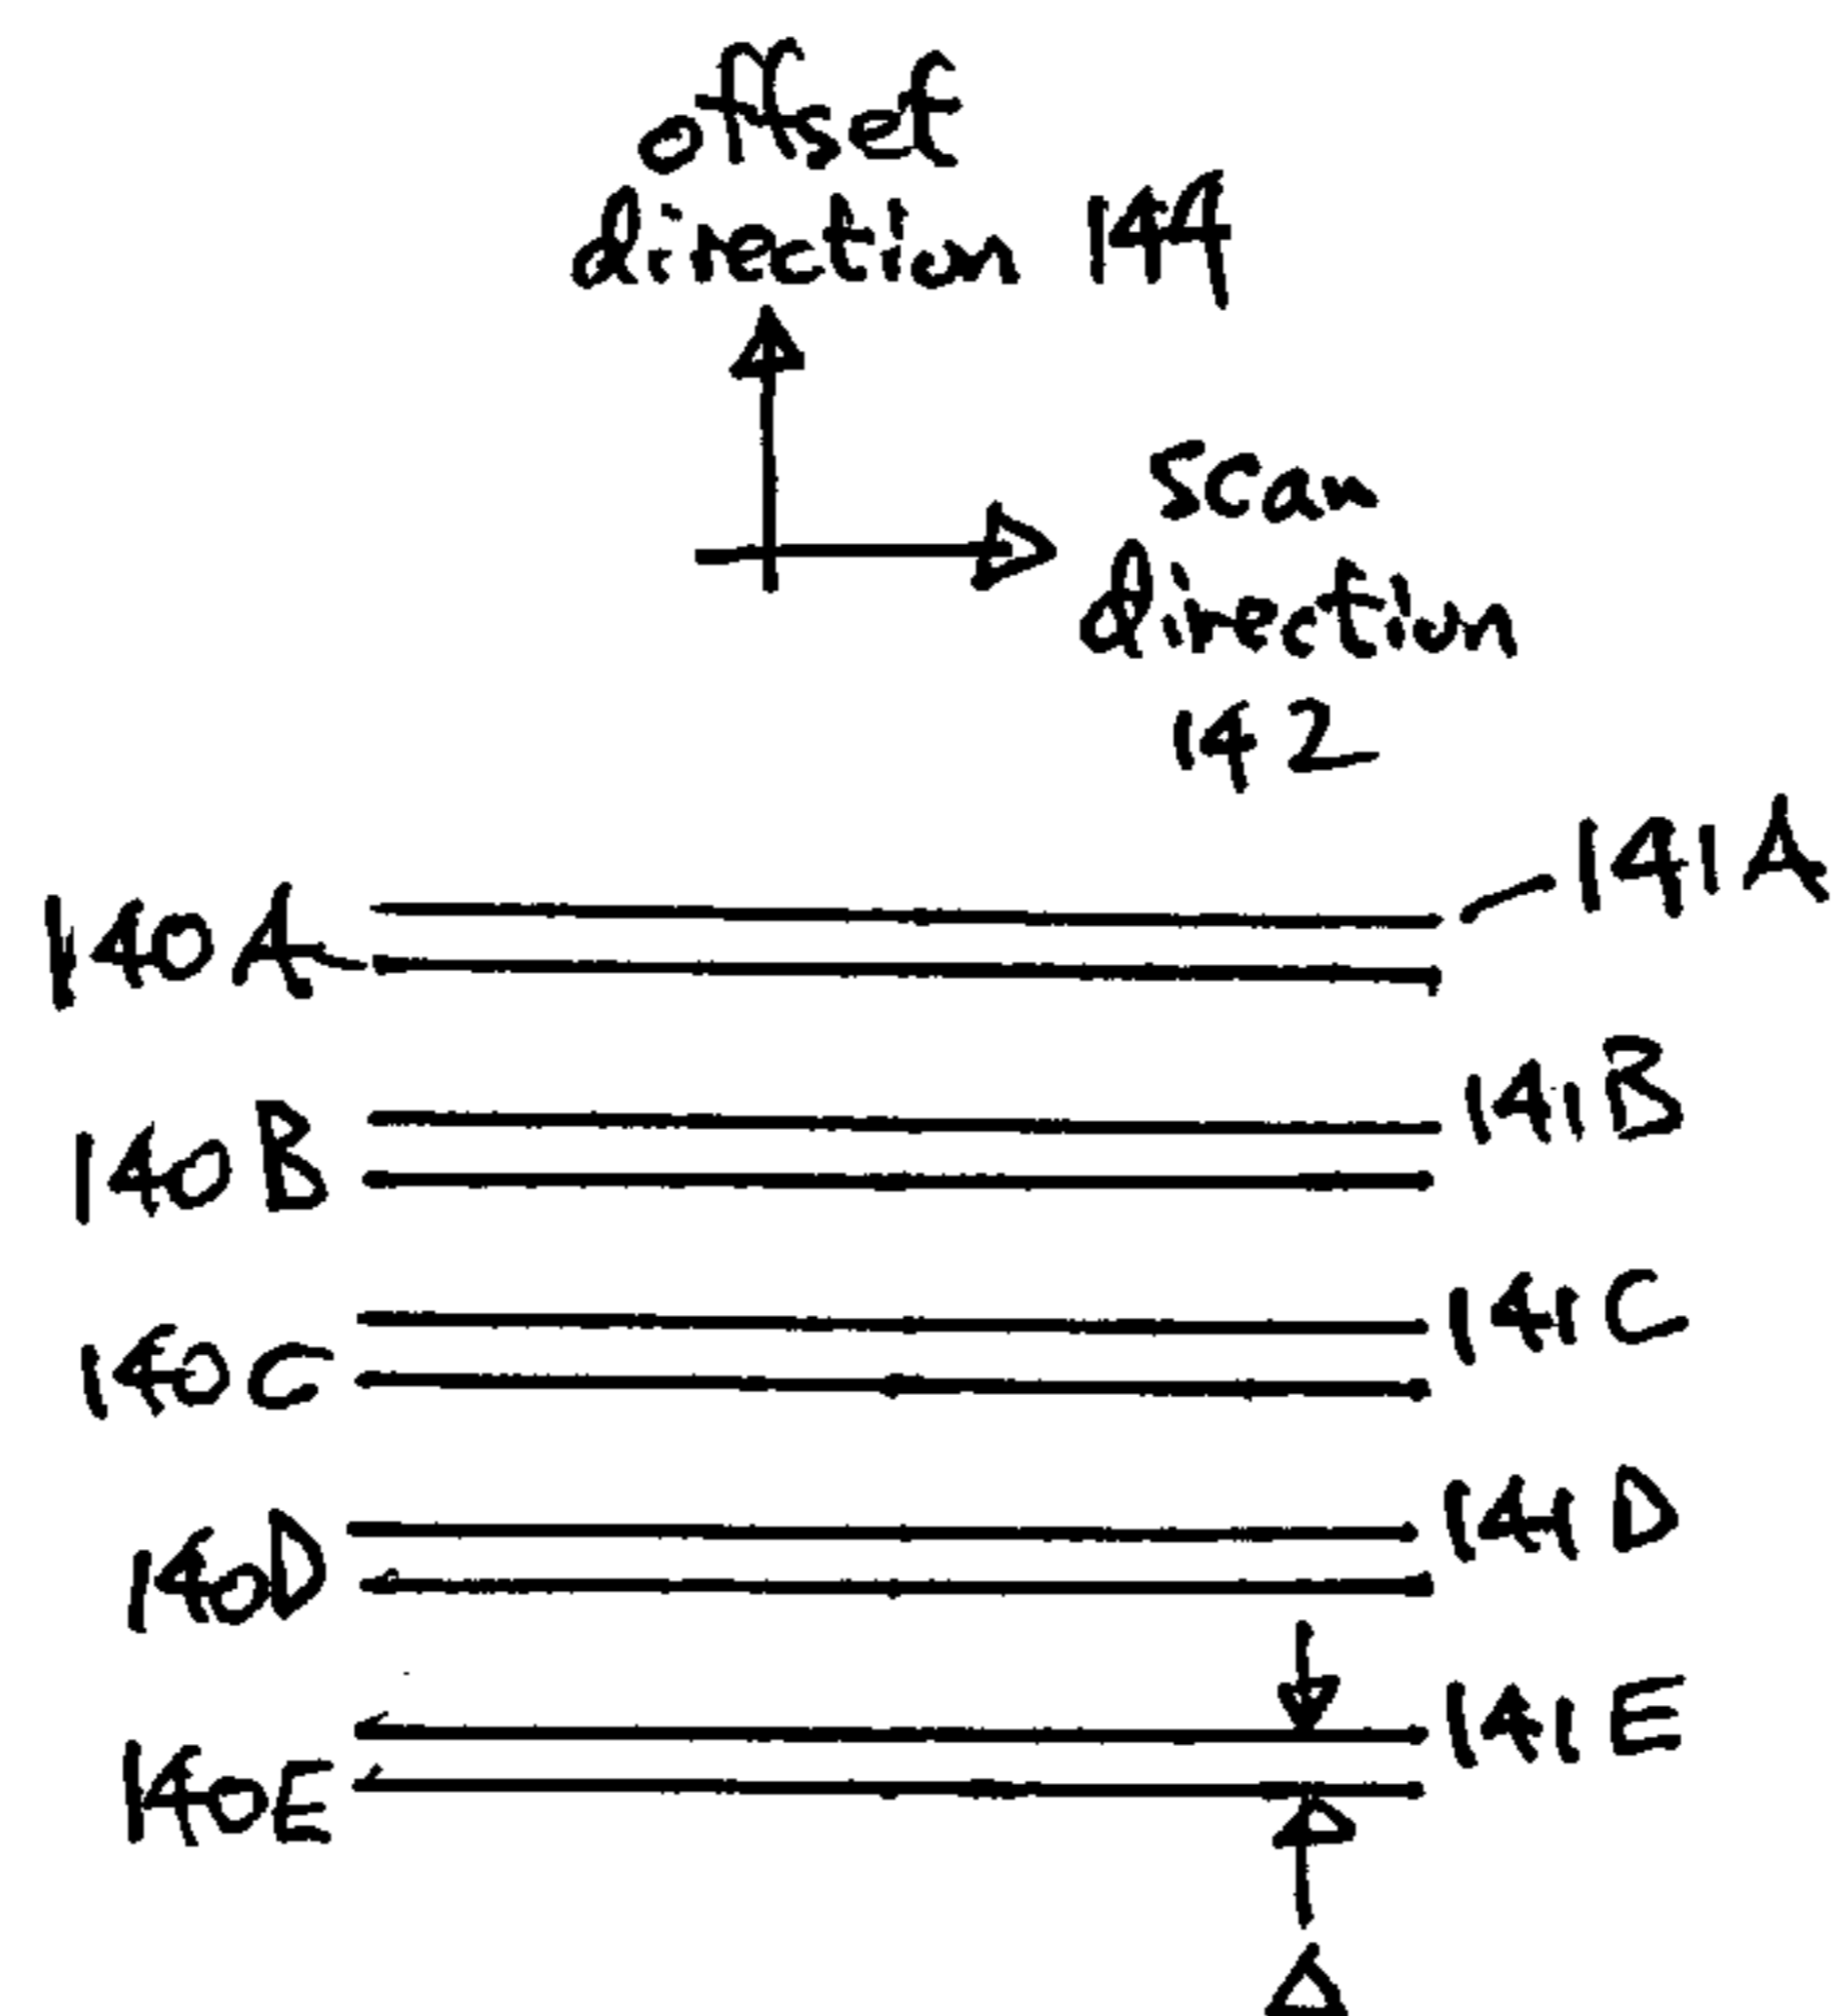 offset
direction 144
scan
direction
142
141A
140A
141B
140B
141C
140C
141D
140D
141E
140E
Δ